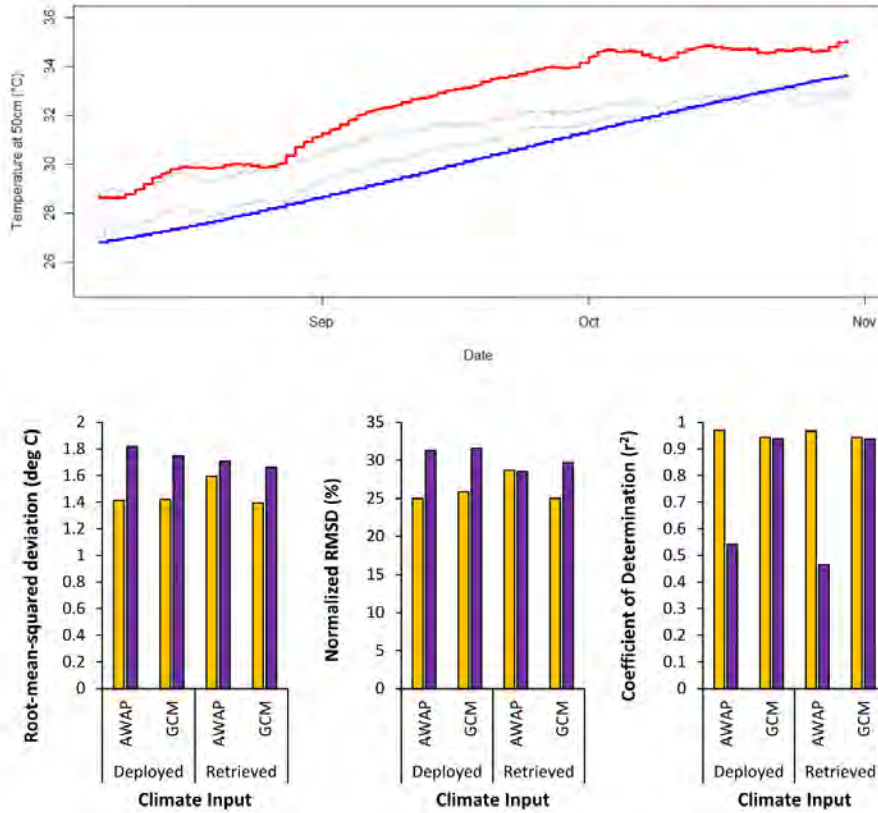 Temperature at 50cm (°C)
36
34
32
30
28
26
Sep
Oct
Nov
Date
Root-mean-squared deviation (deg C)
2
1.8
1.6
1.4
1.2
1
0.8
0.6
0.4
0.2
0
AWAP
GCM
AWAP
GCM
Deployed
Retrieved
Climate Input
Normalized RMSD (%)
35
30
25
20
15
10
5
0
AWAP
GCM
AWAP
GCM
Deployed
Retrieved
Climate Input
Coefficient of Determination (r²)
1
0.9
0.8
0.7
0.6
0.5
0.4
0.3
0.2
0.1
0
AWAP
GCM
AWAP
GCM
Deployed
Retrieved
Climate Input